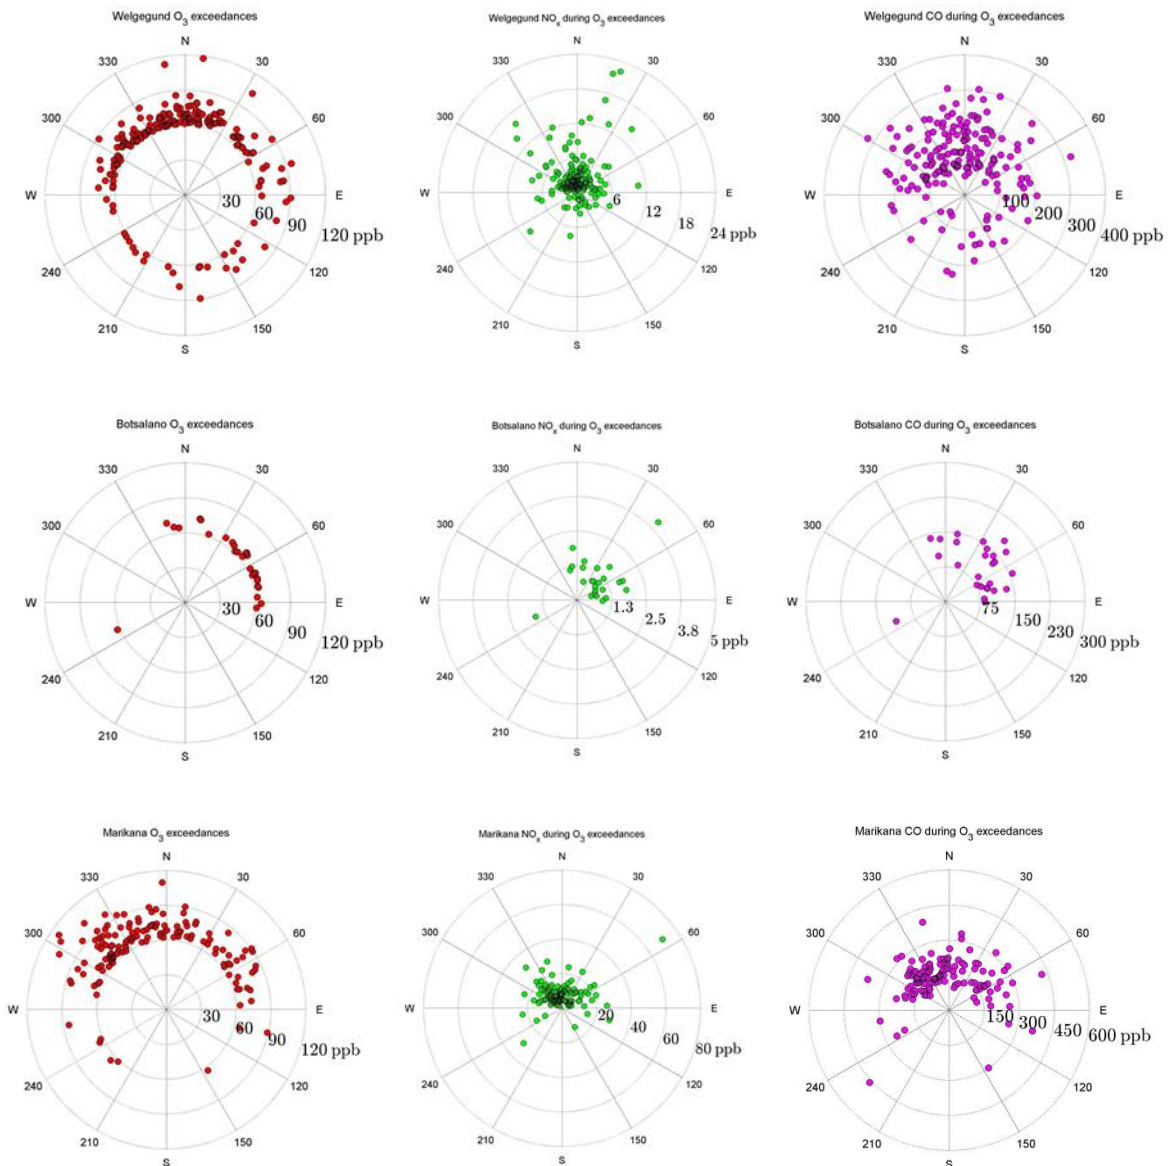 Welgegund O3 exceedances
N
330
30
300
60
W
E
30
60
90
120 ppb
240
120
210
150
S
Welgegund NOx during O3 exceedances
N
330
30
300
60
W
E
6
12
18
24 ppb
240
120
210
150
S
Welgegund CO during O3 exceedances
N
330
30
300
60
W
E
100
200
300
400 ppb
240
120
210
150
S
Botsalano O3 exceedances
N
330
30
300
60
W
E
30
60
90
120 ppb
240
120
210
150
S
Botsalano NOx during O3 exceedances
N
330
30
300
60
W
E
1.3
2.5
3.8
5 ppb
240
120
210
150
S
Botsalano CO during O3 exceedances
N
330
30
300
60
W
E
75
150
230
300 ppb
240
120
210
150
S
Marikana O3 exceedances
N
330
30
300
60
W
E
30
60
90
120 ppb
240
120
210
150
S
Marikana NOx during O3 exceedances
N
330
30
300
60
W
E
20
40
60
80 ppb
240
120
210
150
S
Marikana CO during O3 exceedances
N
330
30
300
60
W
E
150
300
450
600 ppb
240
120
210
150
S